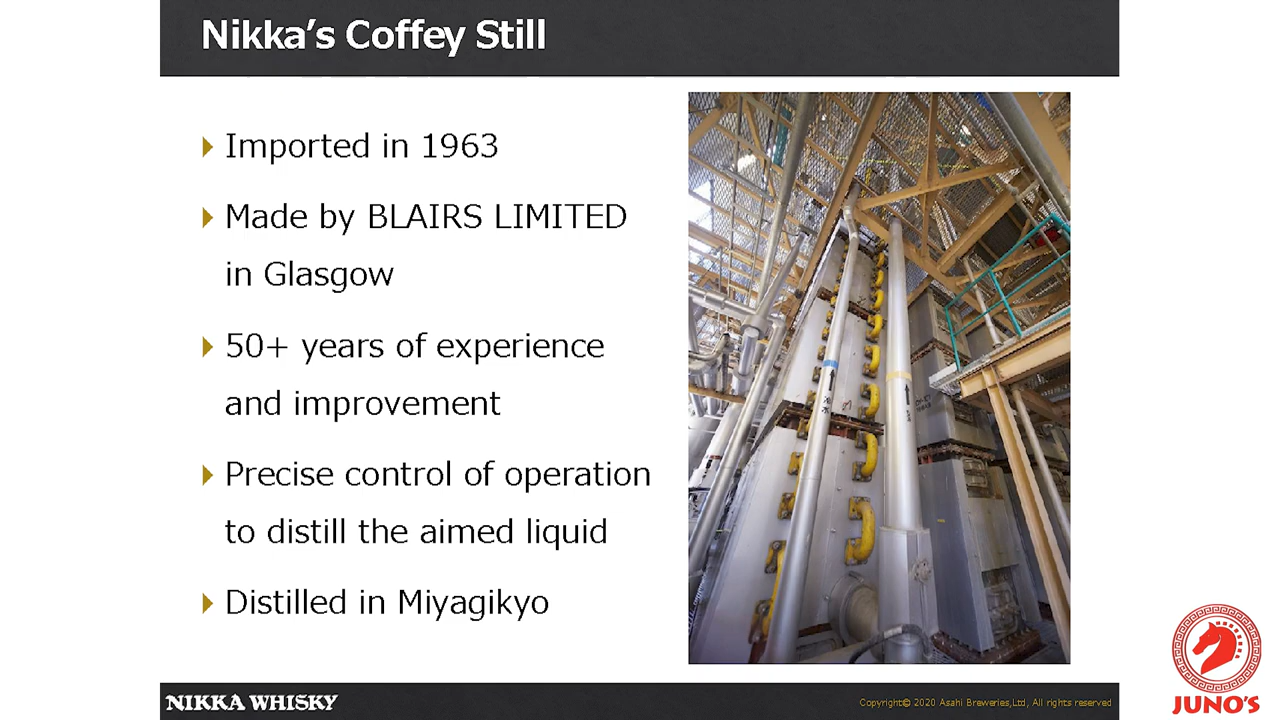 Nikka's Coffey Still
Imported in 1963
Made by BLAIRS LIMITED
in Glasgow
50+ years of experience
and improvement
Precise control of operation
to distill the aimed liquid
Distilled in Miyagikyo
NIKKA WHISKY
Copyright© 2020 Asahi Breweries,Ltd, All rights reserved
JUNO'S